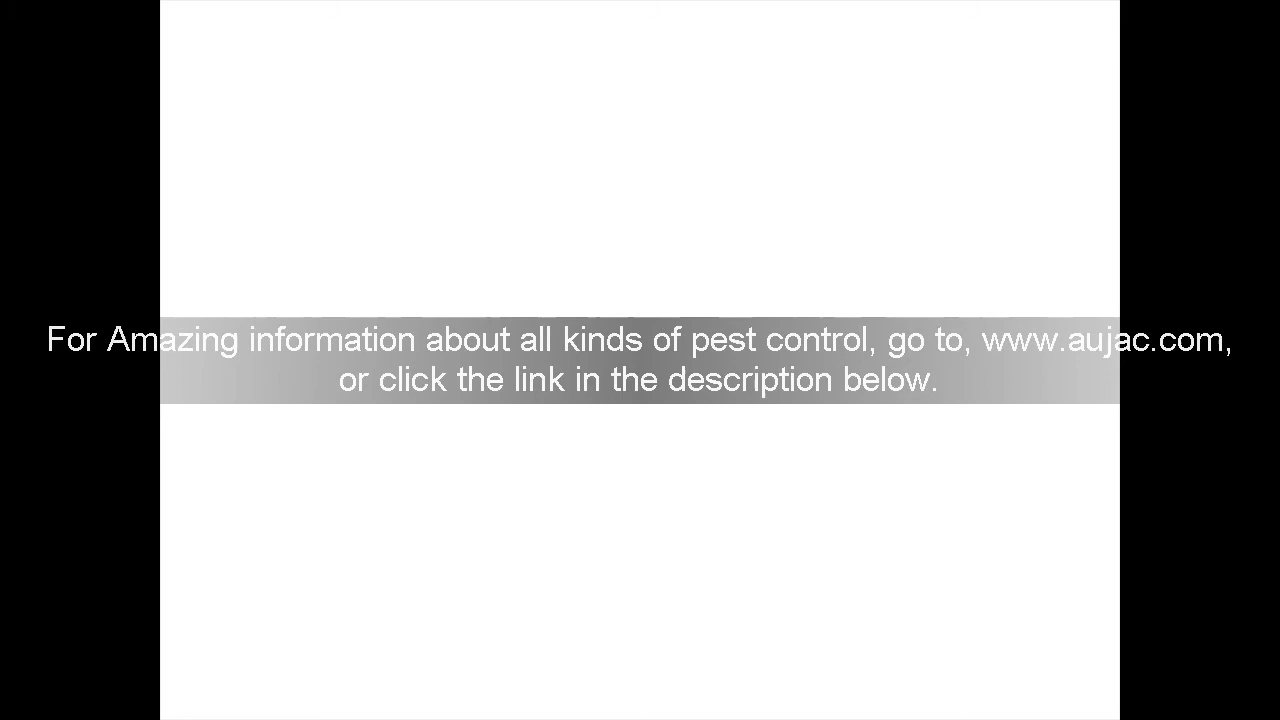 For Amazing information about all kinds of pest control, go to, www.aujac.com,
or click the link in the description below.